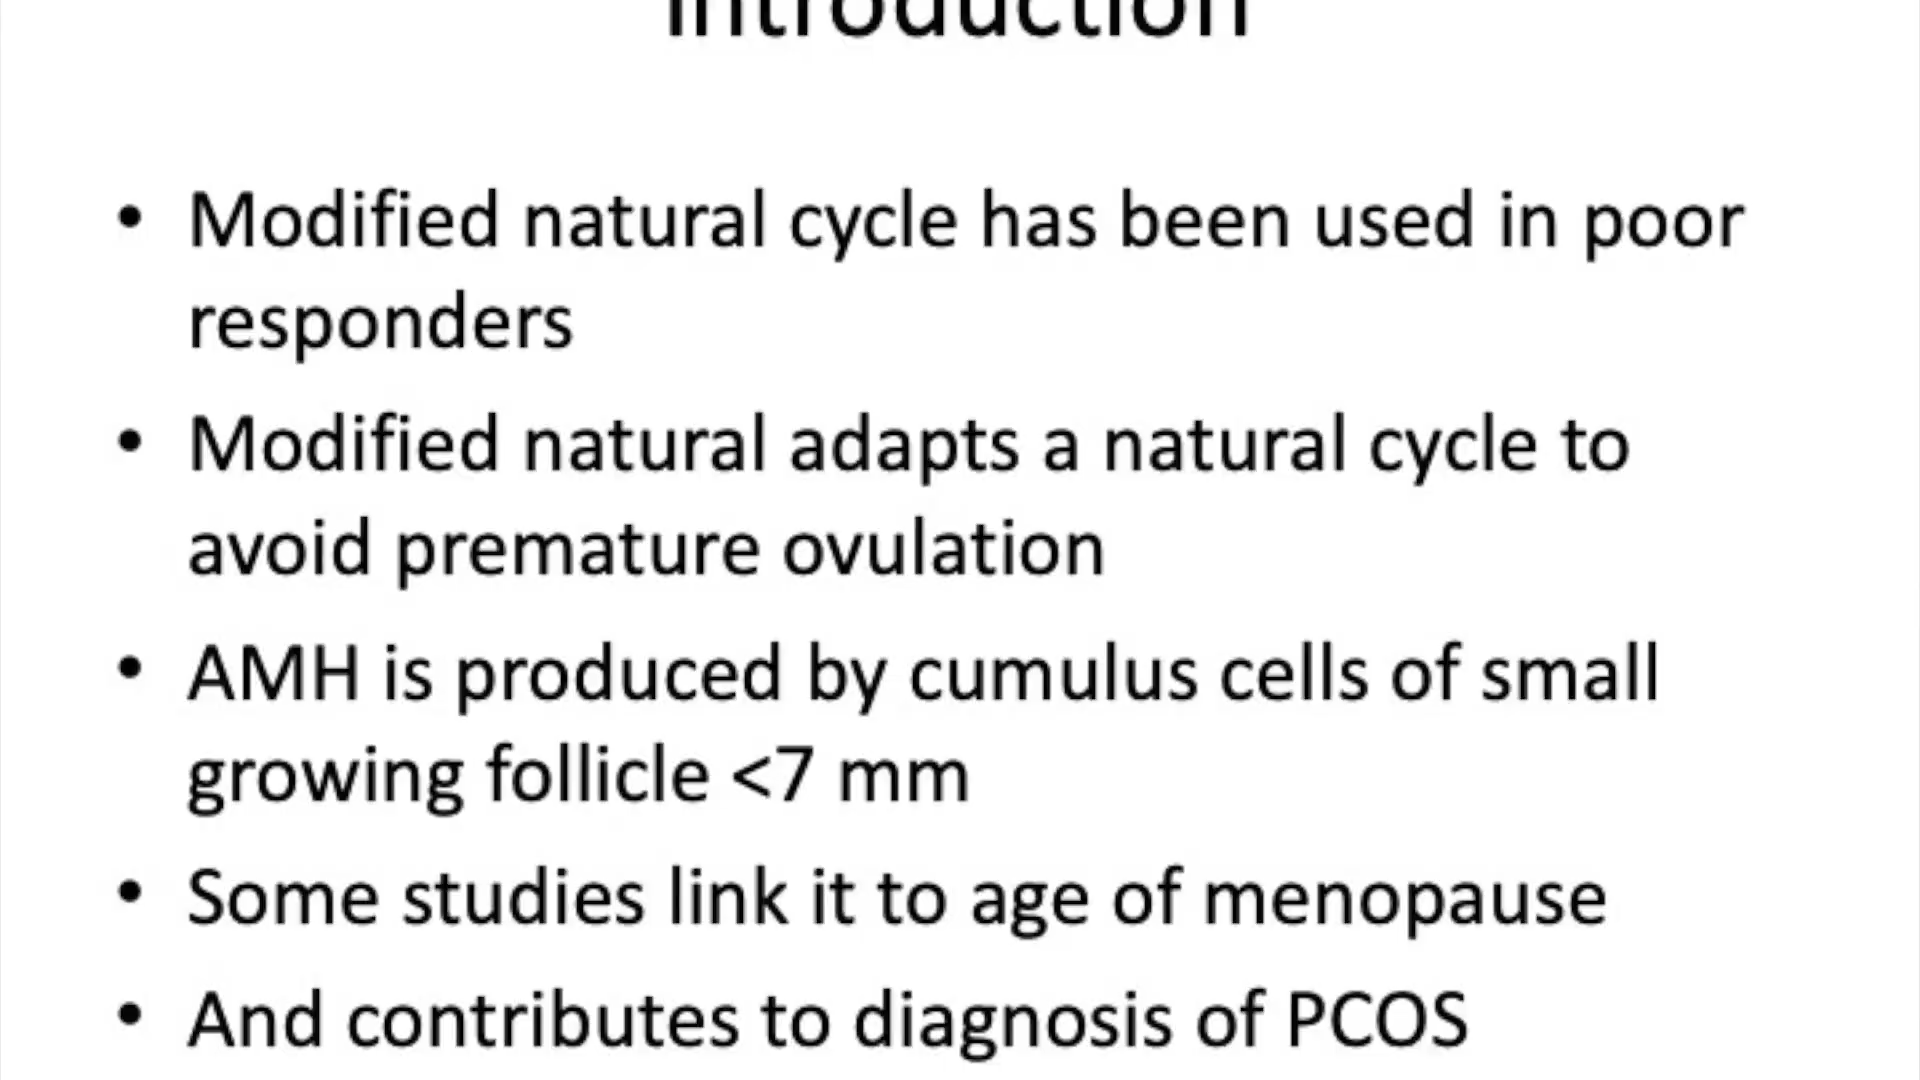 Introduction
• Modified natural cycle has been used in poor
responders
• Modified natural adapts a natural cycle to
avoid premature ovulation
• AMH is produced by cumulus cells of small
growing follicle <7 mm
• Some studies link it to age of menopause
• And contributes to diagnosis of PCOS